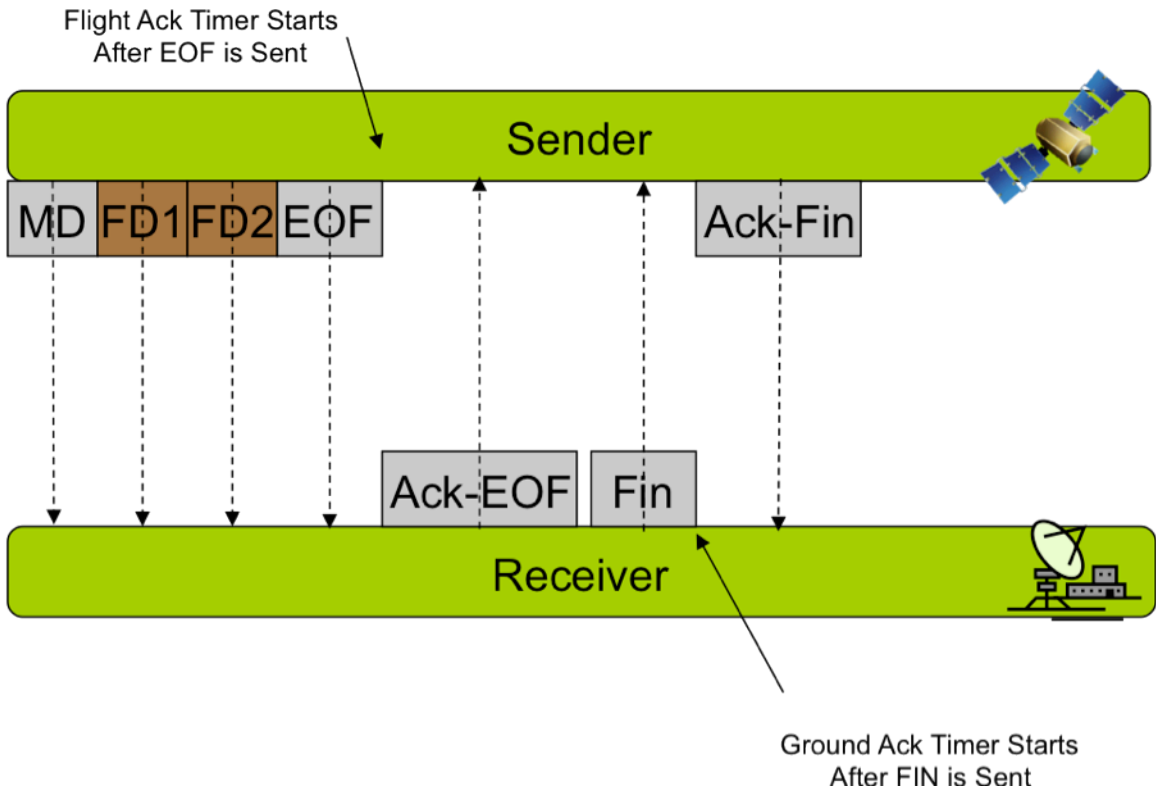 Flight Ack Timer Starts
After EOF is Sent
Sender
MD FD1 FD2 EOF Ack-Fin
Ack-EOF Fin
Receiver
Ground Ack Timer Starts
After FIN is Sent